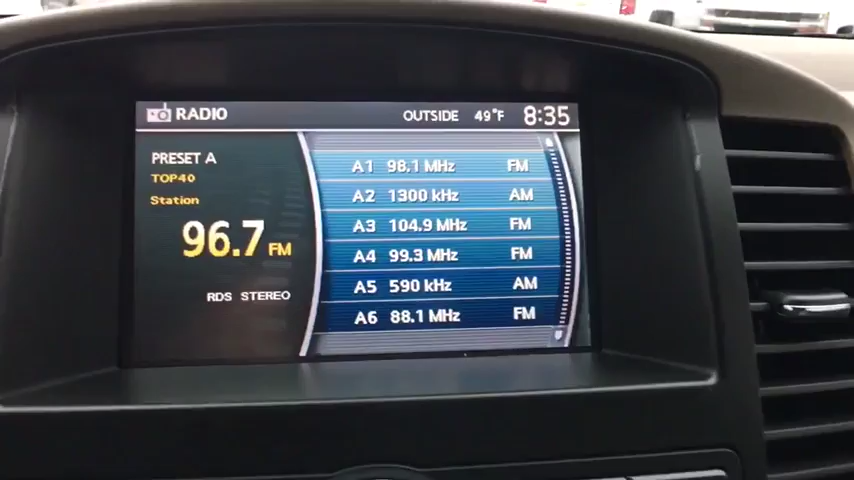 RADIO OUTSIDE 49°F 8:35
PRESET A
TOP40
Station
96.7 FM
RDS STEREO
A1 98.1 MHz FM
A2 1300 kHz AM
A3 104.9 MHz FM
A4 99.3 MHz FM
A5 590 kHz AM
A6 88.1 MHz FM